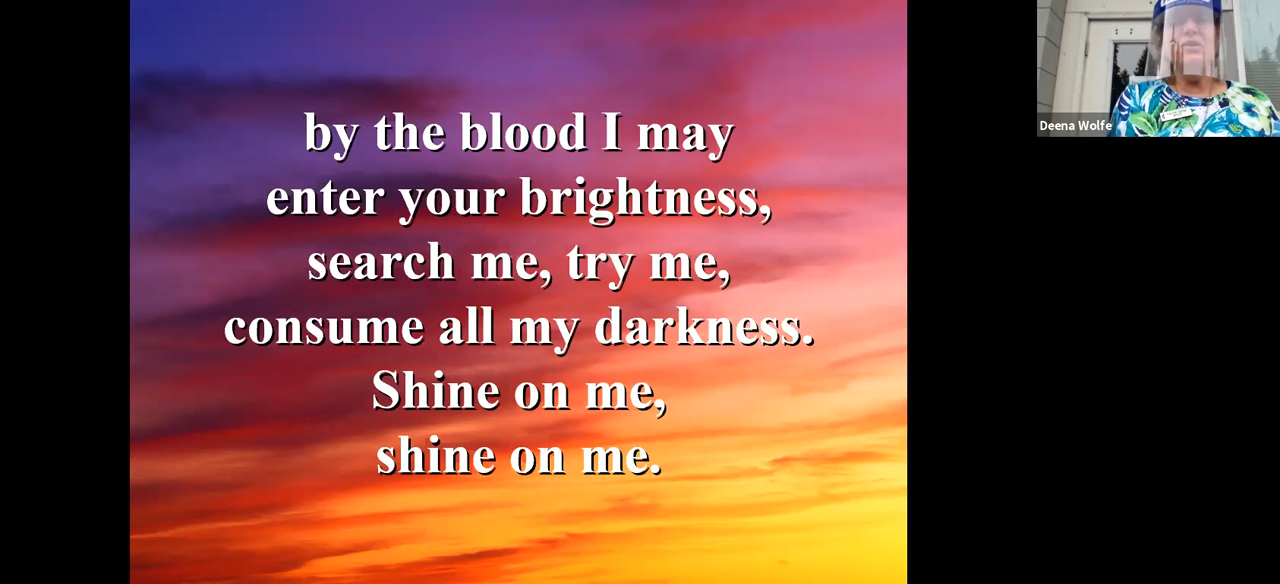 by the blood I may
enter your brightness,
search me, try me,
consume all my darkness.
Shine on me,
shine on me.
Deena Wolfe